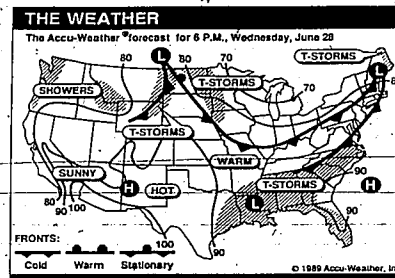 THE WEATHER
The Accu-Weather® forecast for 6 P.M., Wednesday, June 28
80
L
80
70
T-STORMS
L
SHOWERS
T-STORMS
70
T-STORMS
WARM
SUNNY
H
HOT
T-STORMS
90
H
80
90
100
L
90
FRONTS:
100
90
Cold Warm Stationary
© 1989 Accu-Weather, In